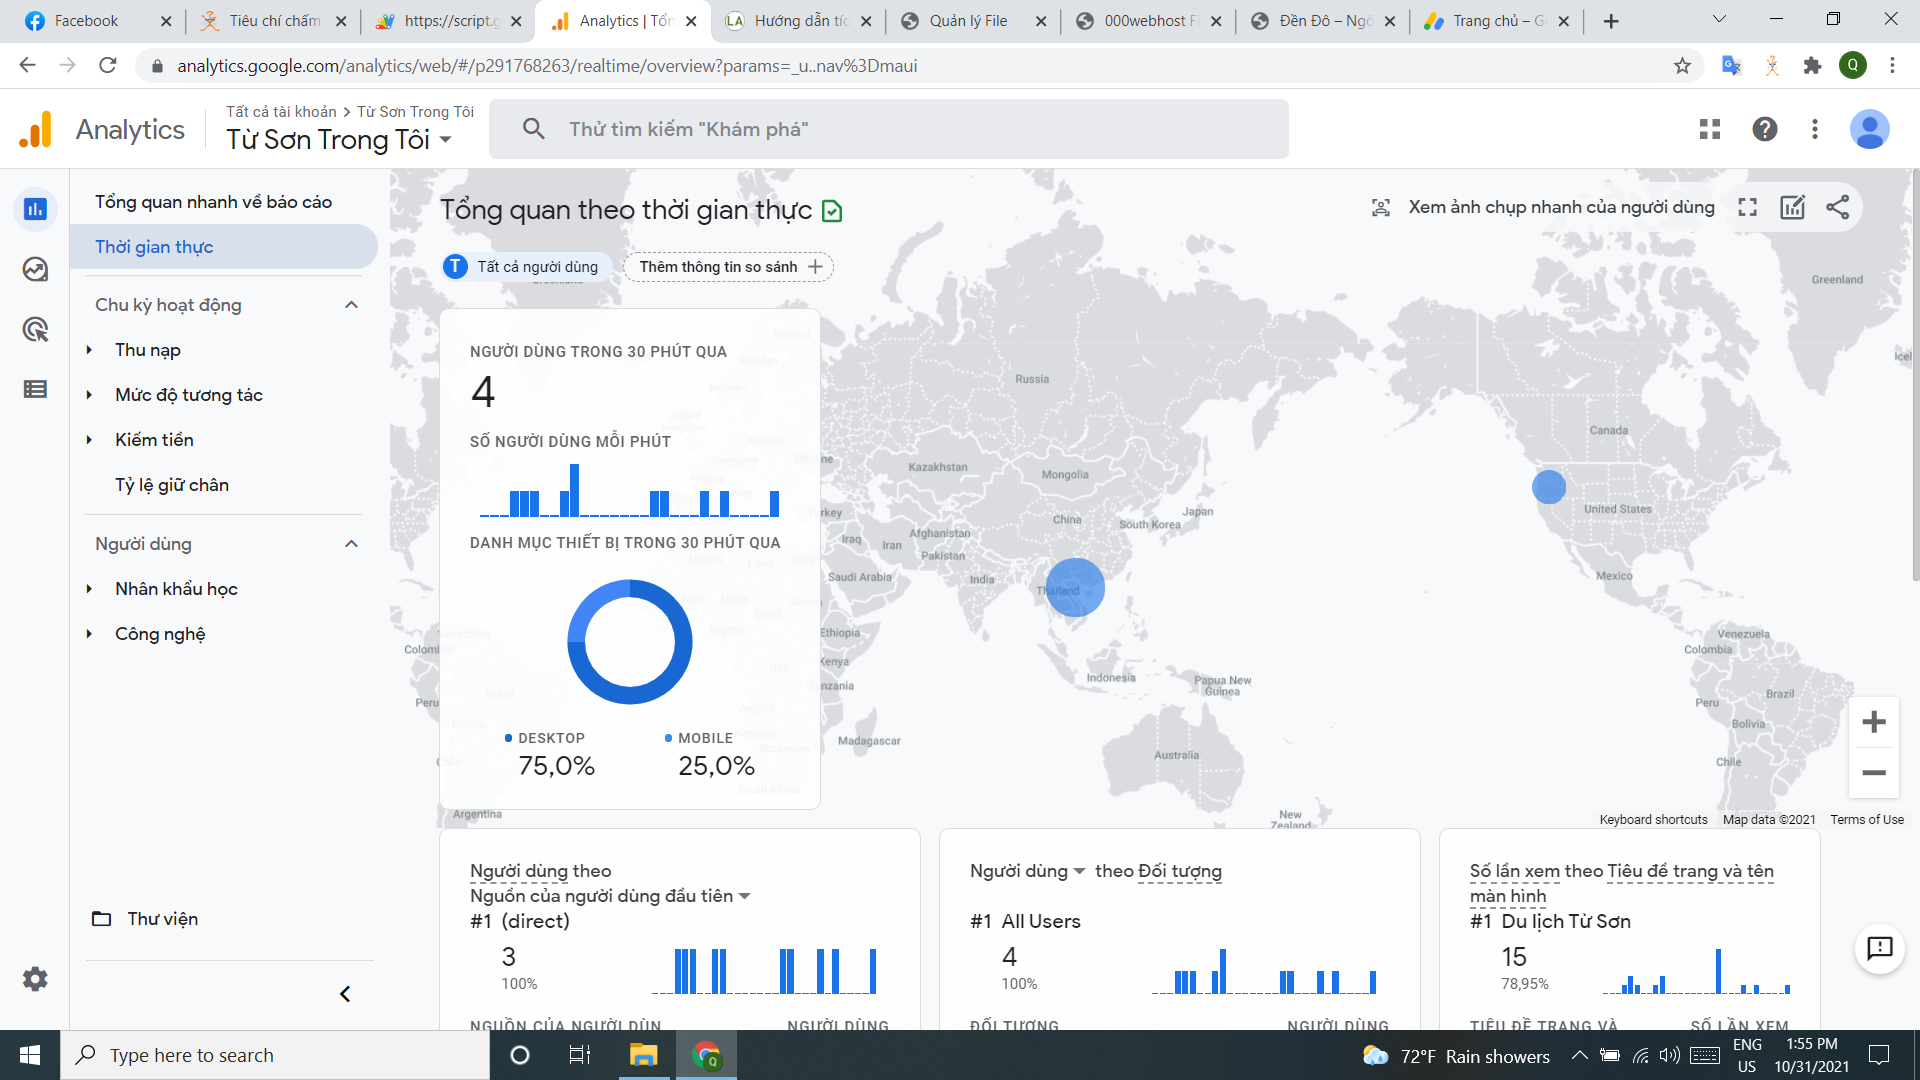 Facebook
Tiêu chí chấm
https://script.g
Analytics | Tổn
Hướng dẫn tíc
Quản lý File
000webhost Fi
Đền Đô – Ngô
Trang chủ – G
analytics.google.com/analytics/web/#/p291768263/realtime/overview?params=_u..nav%3Dmaui
Q
Analytics
Tất cả tài khoản > Từ Sơn Trong Tôi
Từ Sơn Trong Tôi
Thử tìm kiếm "Khám phá"
Tổng quan nhanh về báo cáo
Thời gian thực
Chu kỳ hoạt động
Thu nạp
Mức độ tương tác
Kiếm tiền
Tỷ lệ giữ chân
Người dùng
Nhân khẩu học
Công nghệ
Thư viện
Tổng quan theo thời gian thực
Xem ảnh chụp nhanh của người dùng
T Tất cả người dùng
Thêm thông tin so sánh
NGƯỜI DÙNG TRONG 30 PHÚT QUA
4
SỐ NGƯỜI DÙNG MỖI PHÚT
DANH MỤC THIẾT BỊ TRONG 30 PHÚT QUA
DESKTOP
75,0%
MOBILE
25,0%
Greenland
Russia
Canada
Kazakhstan
Mongolia
United States
China
South Korea
Japan
Afghanistan
Iraq
Iran
Pakistan
Saudi Arabia
India
Thailand
Mexico
Ethiopia
Kenya
Venezuela
Colombia
Indonesia
Papua New
Guinea
Brazil
Peru
Bolivia
Madagascar
Australia
Chile
Argentina
New
Zealand
Keyboard shortcuts
Map data ©2021
Terms of Use
Người dùng theo
Nguồn của người dùng đầu tiên
#1 (direct)
3
100%
NGUỒN CỦA NGƯỜI DÙN
NGƯỜI DÙNG
Người dùng theo Đối tượng
#1 All Users
4
100%
ĐỐI TƯỢNG
NGƯỜI DÙNG
Số lần xem theo Tiêu đề trang và tên
màn hình
#1 Du lịch Từ Sơn
15
78,95%
TIÊU ĐỀ TRANG VÀ
SỐ LẦN XEM
Type here to search
Q
72°F Rain showers
ENG
US
1:55 PM
10/31/2021